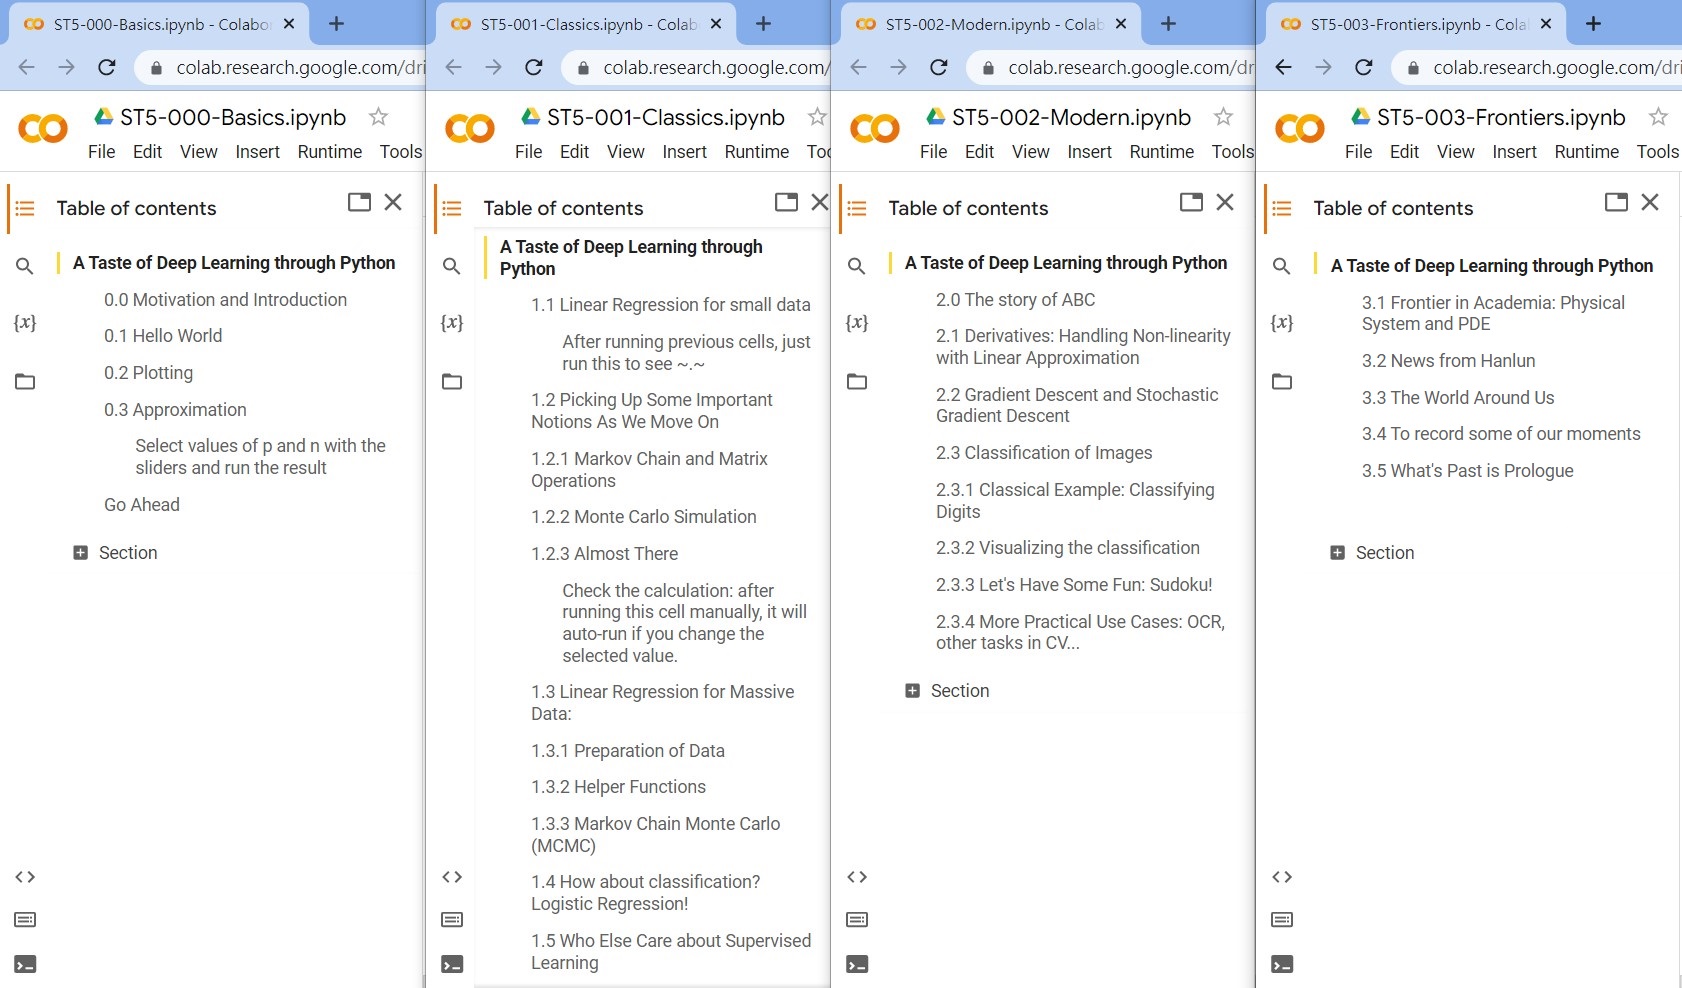 ST5-000-Basics.ipynb - Colabor
colab.research.google.com/dri
ST5-000-Basics.ipynb
File Edit View Insert Runtime Tools
Table of contents
{x}
A Taste of Deep Learning through Python
0.0 Motivation and Introduction
0.1 Hello World
0.2 Plotting
0.3 Approximation
Select values of p and n with the
sliders and run the result
Go Ahead
Section
ST5-001-Classics.ipynb - Colab
colab.research.google.com/
ST5-001-Classics.ipynb
File Edit View Insert Runtime Too
Table of contents
{x}
A Taste of Deep Learning through
Python
1.1 Linear Regression for small data
After running previous cells, just
run this to see ~.~
1.2 Picking Up Some Important
Notions As We Move On
1.2.1 Markov Chain and Matrix
Operations
1.2.2 Monte Carlo Simulation
1.2.3 Almost There
Check the calculation: after
running this cell manually, it will
auto-run if you change the
selected value.
1.3 Linear Regression for Massive
Data:
1.3.1 Preparation of Data
1.3.2 Helper Functions
1.3.3 Markov Chain Monte Carlo
(MCMC)
1.4 How about classification?
Logistic Regression!
1.5 Who Else Care about Supervised
Learning
ST5-002-Modern.ipynb - Colab
colab.research.google.com/dr
ST5-002-Modern.ipynb
File Edit View Insert Runtime Tools
Table of contents
{x}
A Taste of Deep Learning through Python
2.0 The story of ABC
2.1 Derivatives: Handling Non-linearity
with Linear Approximation
2.2 Gradient Descent and Stochastic
Gradient Descent
2.3 Classification of Images
2.3.1 Classical Example: Classifying
Digits
2.3.2 Visualizing the classification
2.3.3 Let's Have Some Fun: Sudoku!
2.3.4 More Practical Use Cases: OCR,
other tasks in CV...
Section
ST5-003-Frontiers.ipynb - Colal
colab.research.google.com/dri
ST5-003-Frontiers.ipynb
File Edit View Insert Runtime Tools
Table of contents
{x}
A Taste of Deep Learning through Python
3.1 Frontier in Academia: Physical
System and PDE
3.2 News from Hanlun
3.3 The World Around Us
3.4 To record some of our moments
3.5 What's Past is Prologue
Section